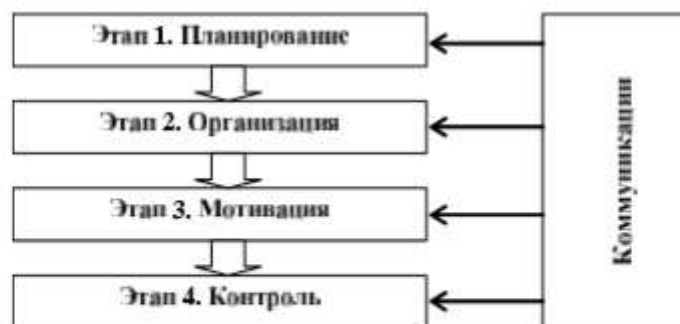 Этап 1. Планирование
Этап 2. Организация
Этап 3. Мотивация
Этап 4. Контроль
Коммуникации